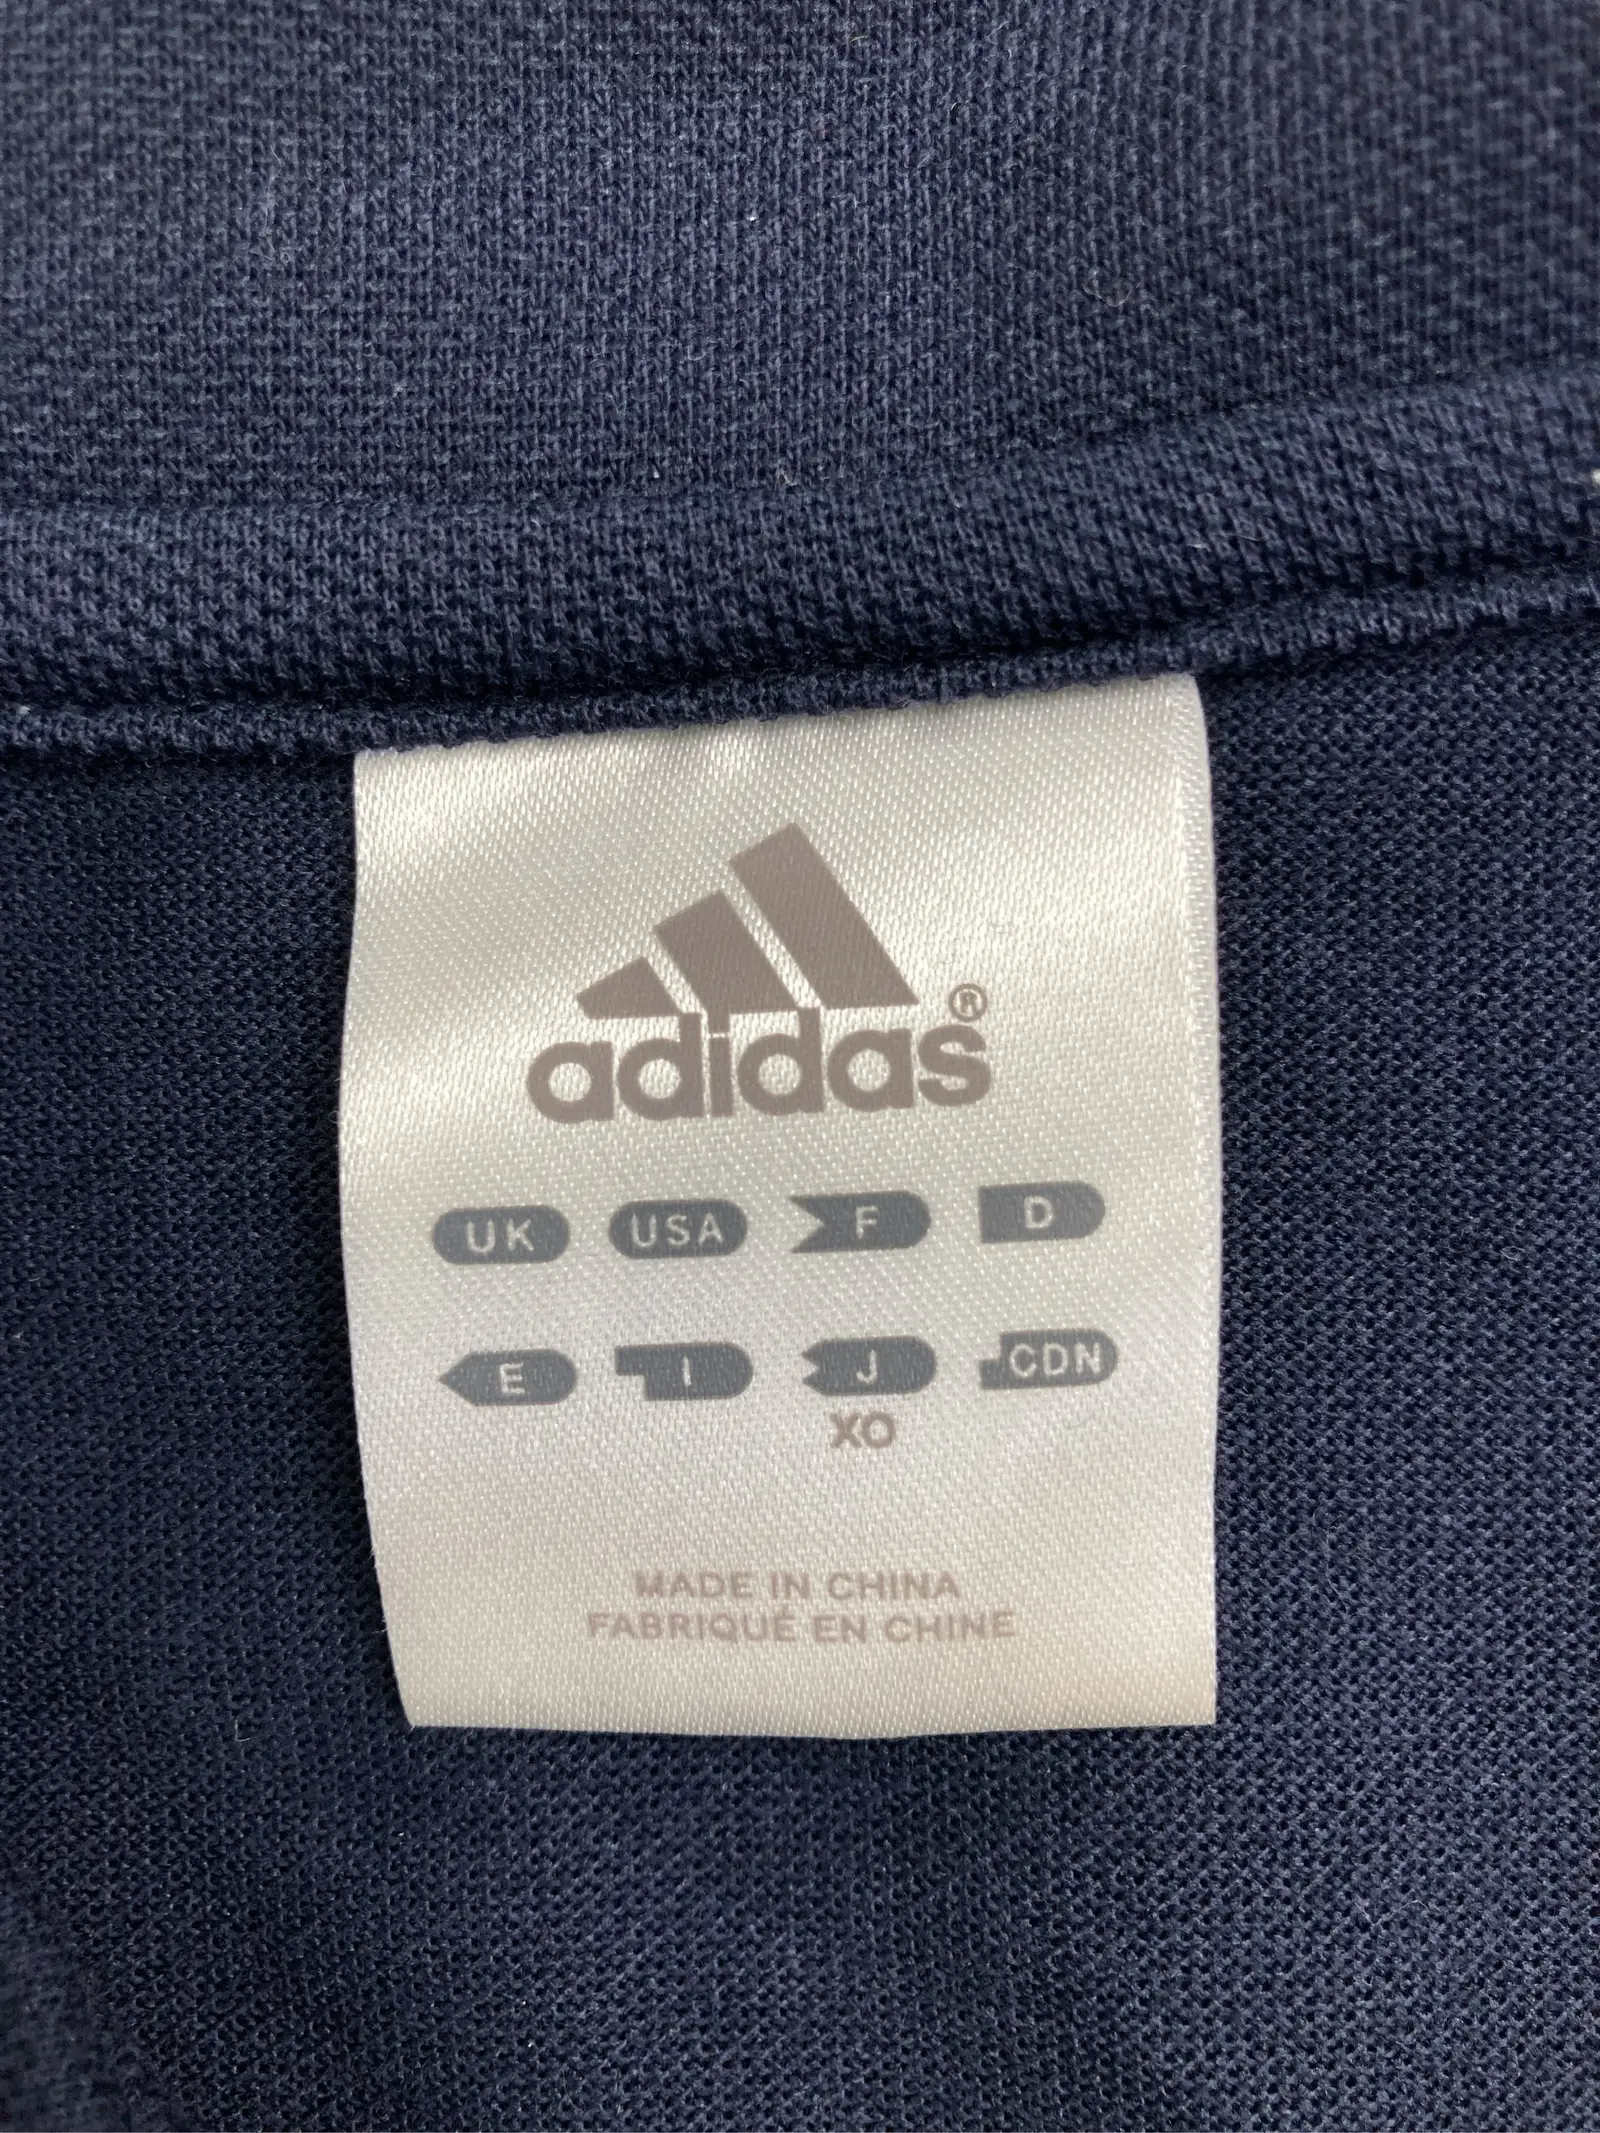 adidas®
UK USA F D
E I J CDN
XO
MADE IN CHINA
FABRIQUÉ EN CHINE